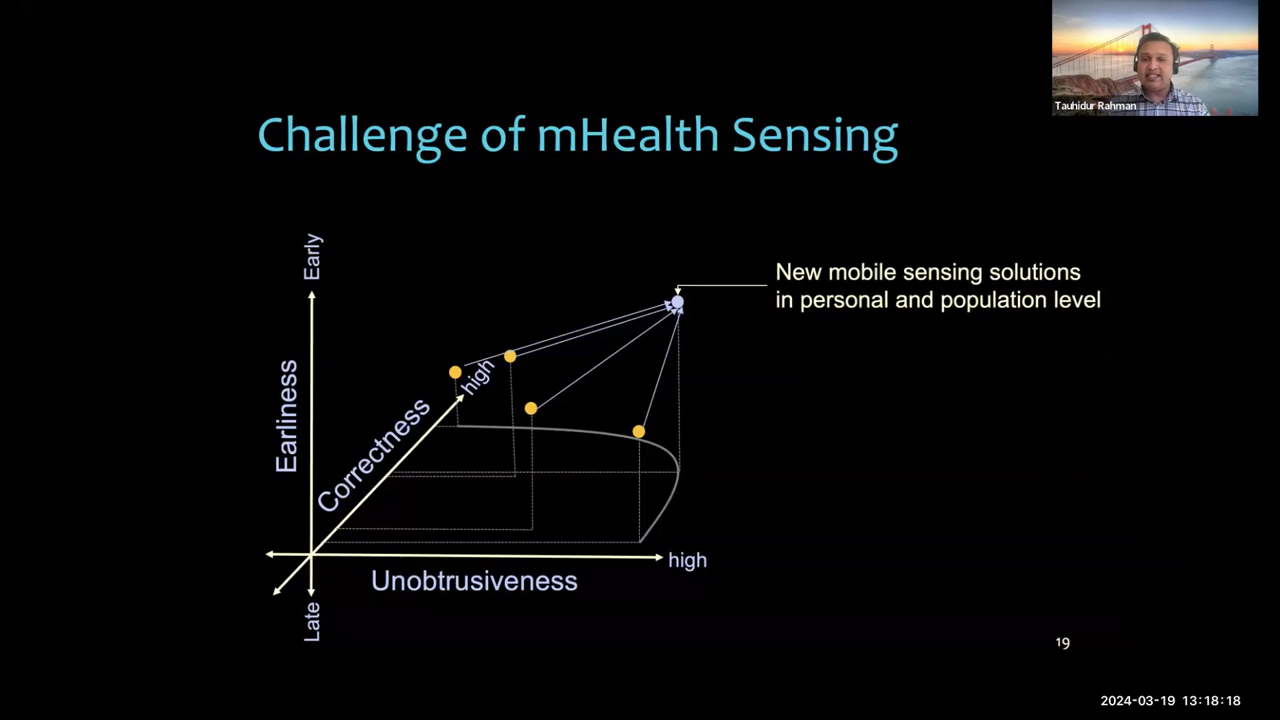 Tauhidur Rahman
Challenge of mHealth Sensing
Early
New mobile sensing solutions
in personal and population level
high
Earliness
Correctness
high
Unobtrusiveness
Late
19
2024-03-19 13:18:18